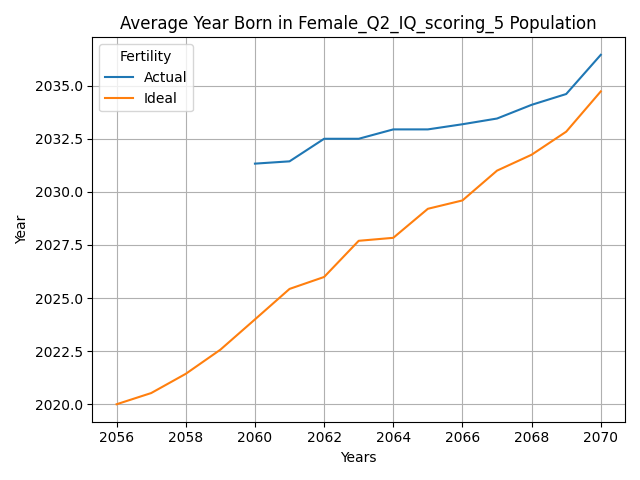 Average Year Born in Female_Q2_IQ_scoring_5 Population
Fertility
Actual
Ideal
2035.0
2032.5
2030.0
2027.5
2025.0
2022.5
2020.0
Year
2056 2058 2060 2062 2064 2066 2068 2070
Years